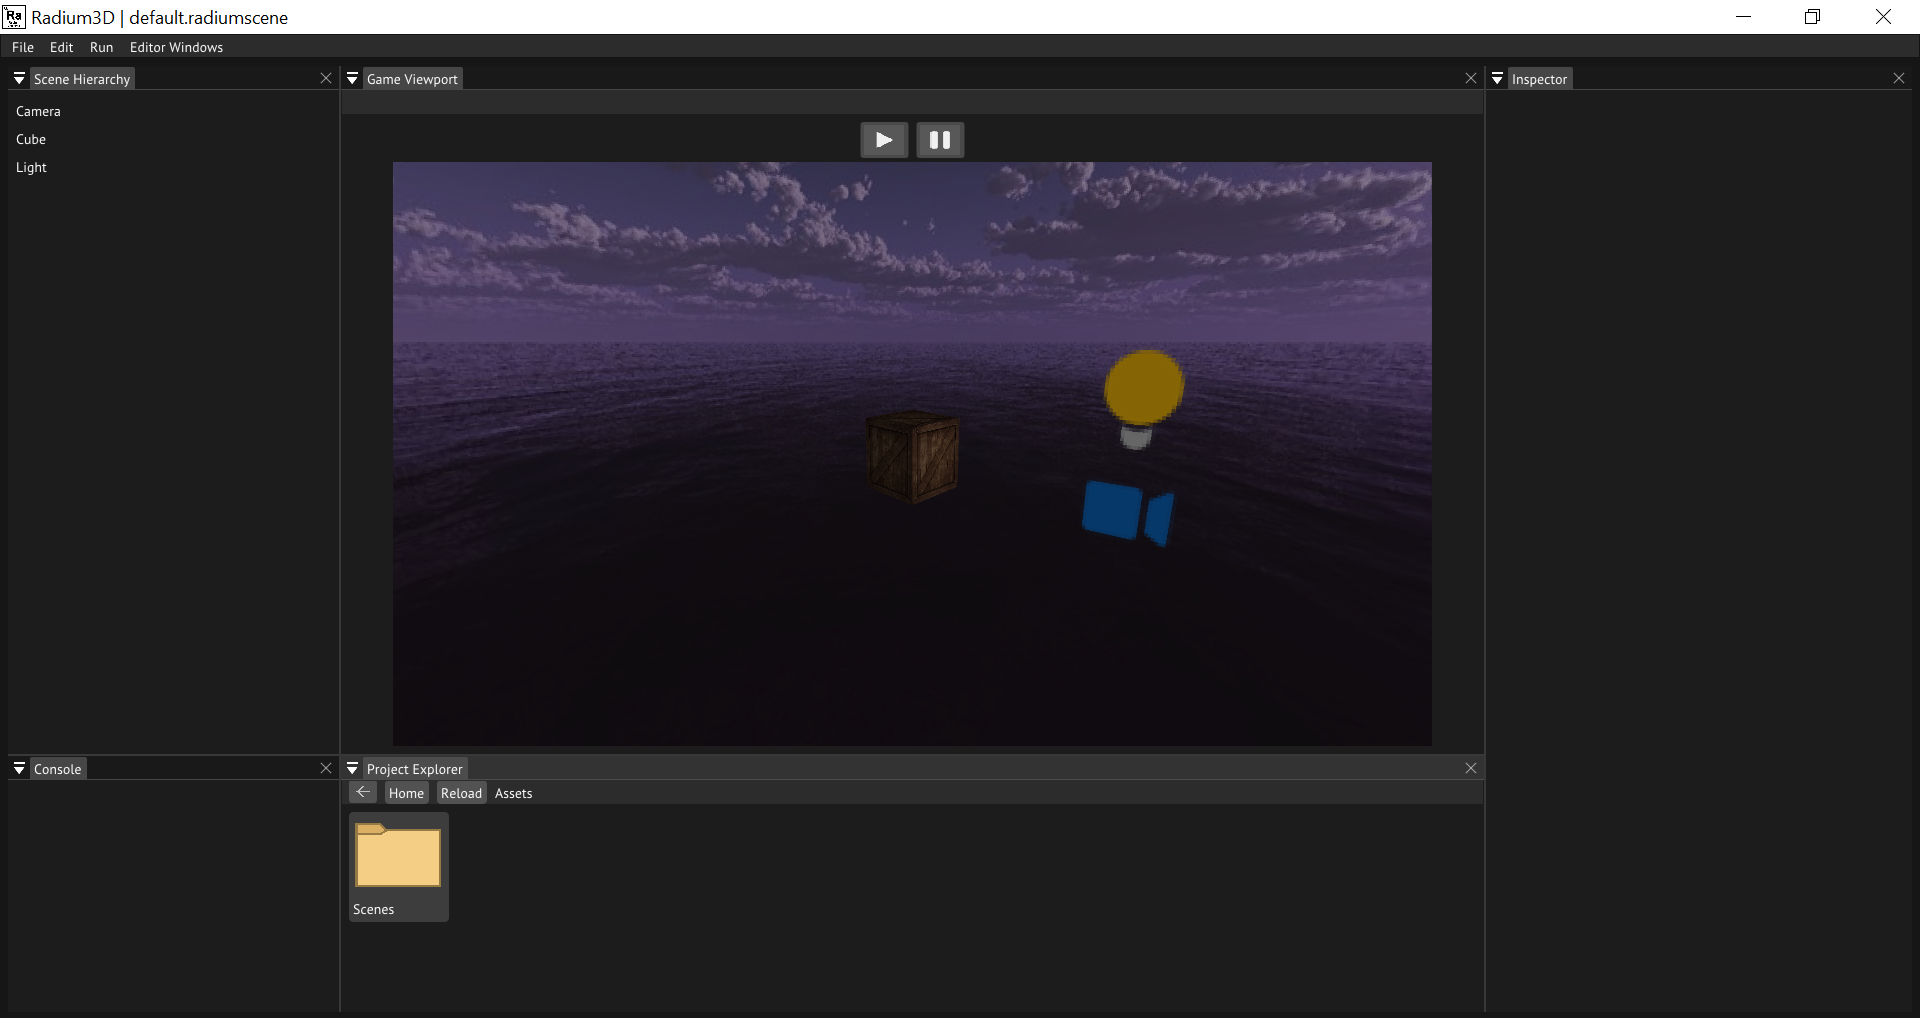 Ra
Radium3D | default.radiumscene
File Edit Run Editor Windows
Scene Hierarchy
Camera
Cube
Light
Game Viewport
Inspector
Console
Project Explorer
Home Reload Assets
Scenes